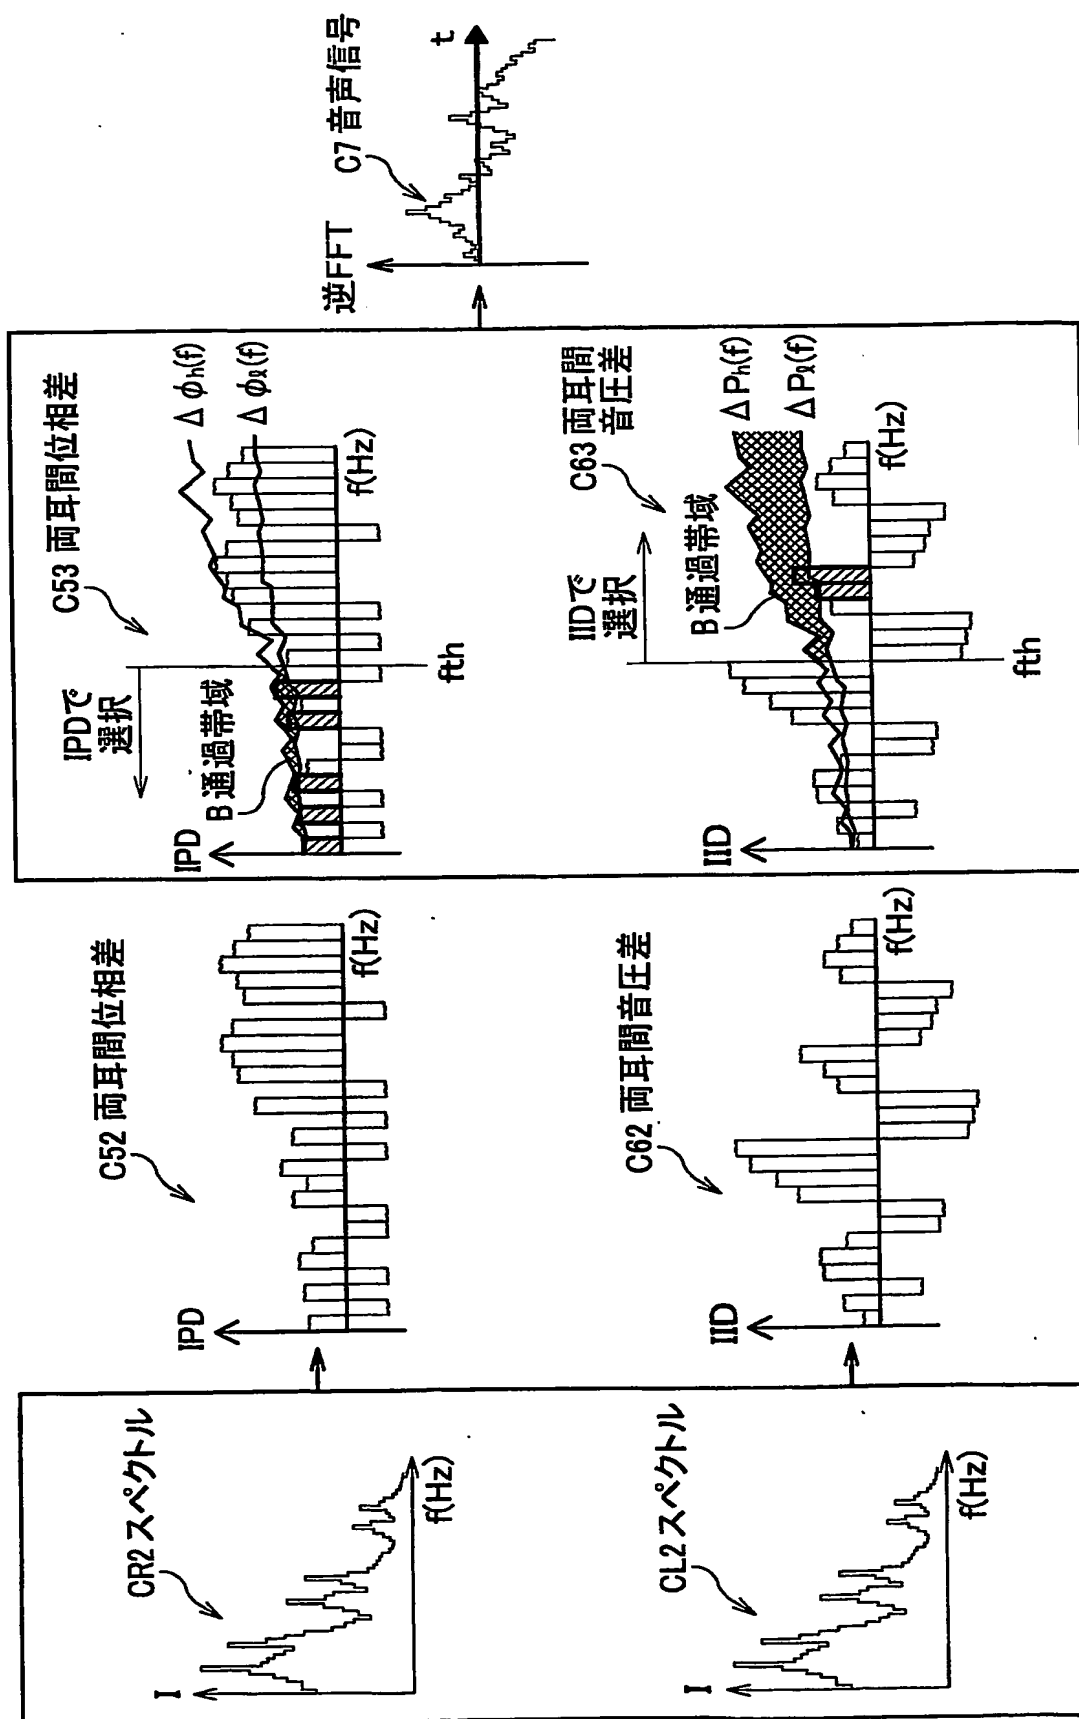 CR2 スペクトル
I
f(Hz)
CL2 スペクトル
I
f(Hz)
C52 両耳間位相差
IPD
f(Hz)
C62 両耳間音圧差
IID
f(Hz)
C53 両耳間位相差
IPDで
選択
Δφh(f)
Δφℓ(f)
B通過帯域
IPD
fth
f(Hz)
C63 両耳間
音圧差
IIDで
選択
ΔPh(f)
ΔPℓ(f)
B通過帯域
IID
fth
f(Hz)
逆FFT
C7 音声信号
t